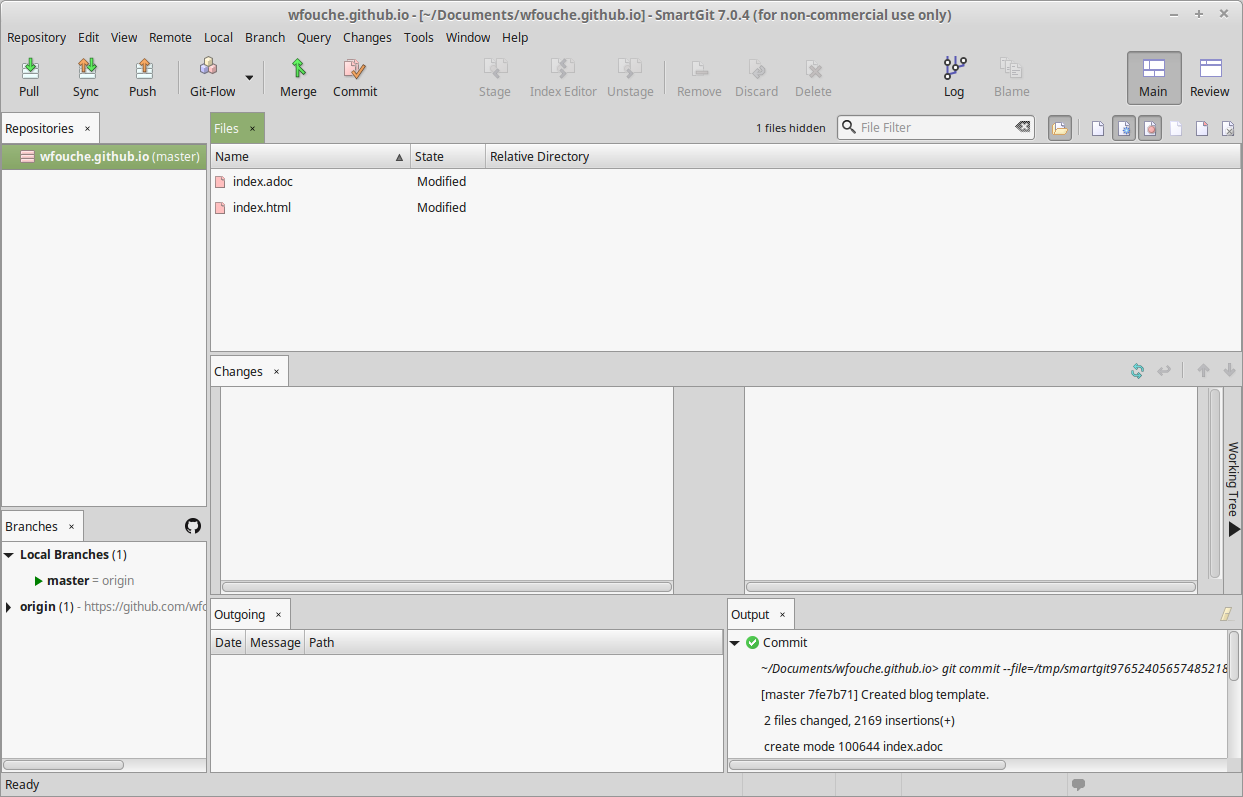 wfouche.github.io - [~/Documents/wfouche.github.io] - SmartGit 7.0.4 (for non-commercial use only)
Repository Edit View Remote Local Branch Query Changes Tools Window Help
Pull Sync Push Git-Flow Merge Commit Stage Index Editor Unstage Remove Discard Delete Log Blame Main Review
Repositories
wfouche.github.io (master)
Files
1 files hidden
File Filter
Name State Relative Directory
index.adoc Modified
index.html Modified
Changes
Working Tree
Branches
Local Branches (1)
master = origin
origin (1) - https://github.com/wfo
Outgoing
Date Message Path
Output
Commit
~/Documents/wfouche.github.io> git commit --file=/tmp/smartgit97652405657485218
[master 7fe7b71] Created blog template.
2 files changed, 2169 insertions(+)
create mode 100644 index.adoc
Ready